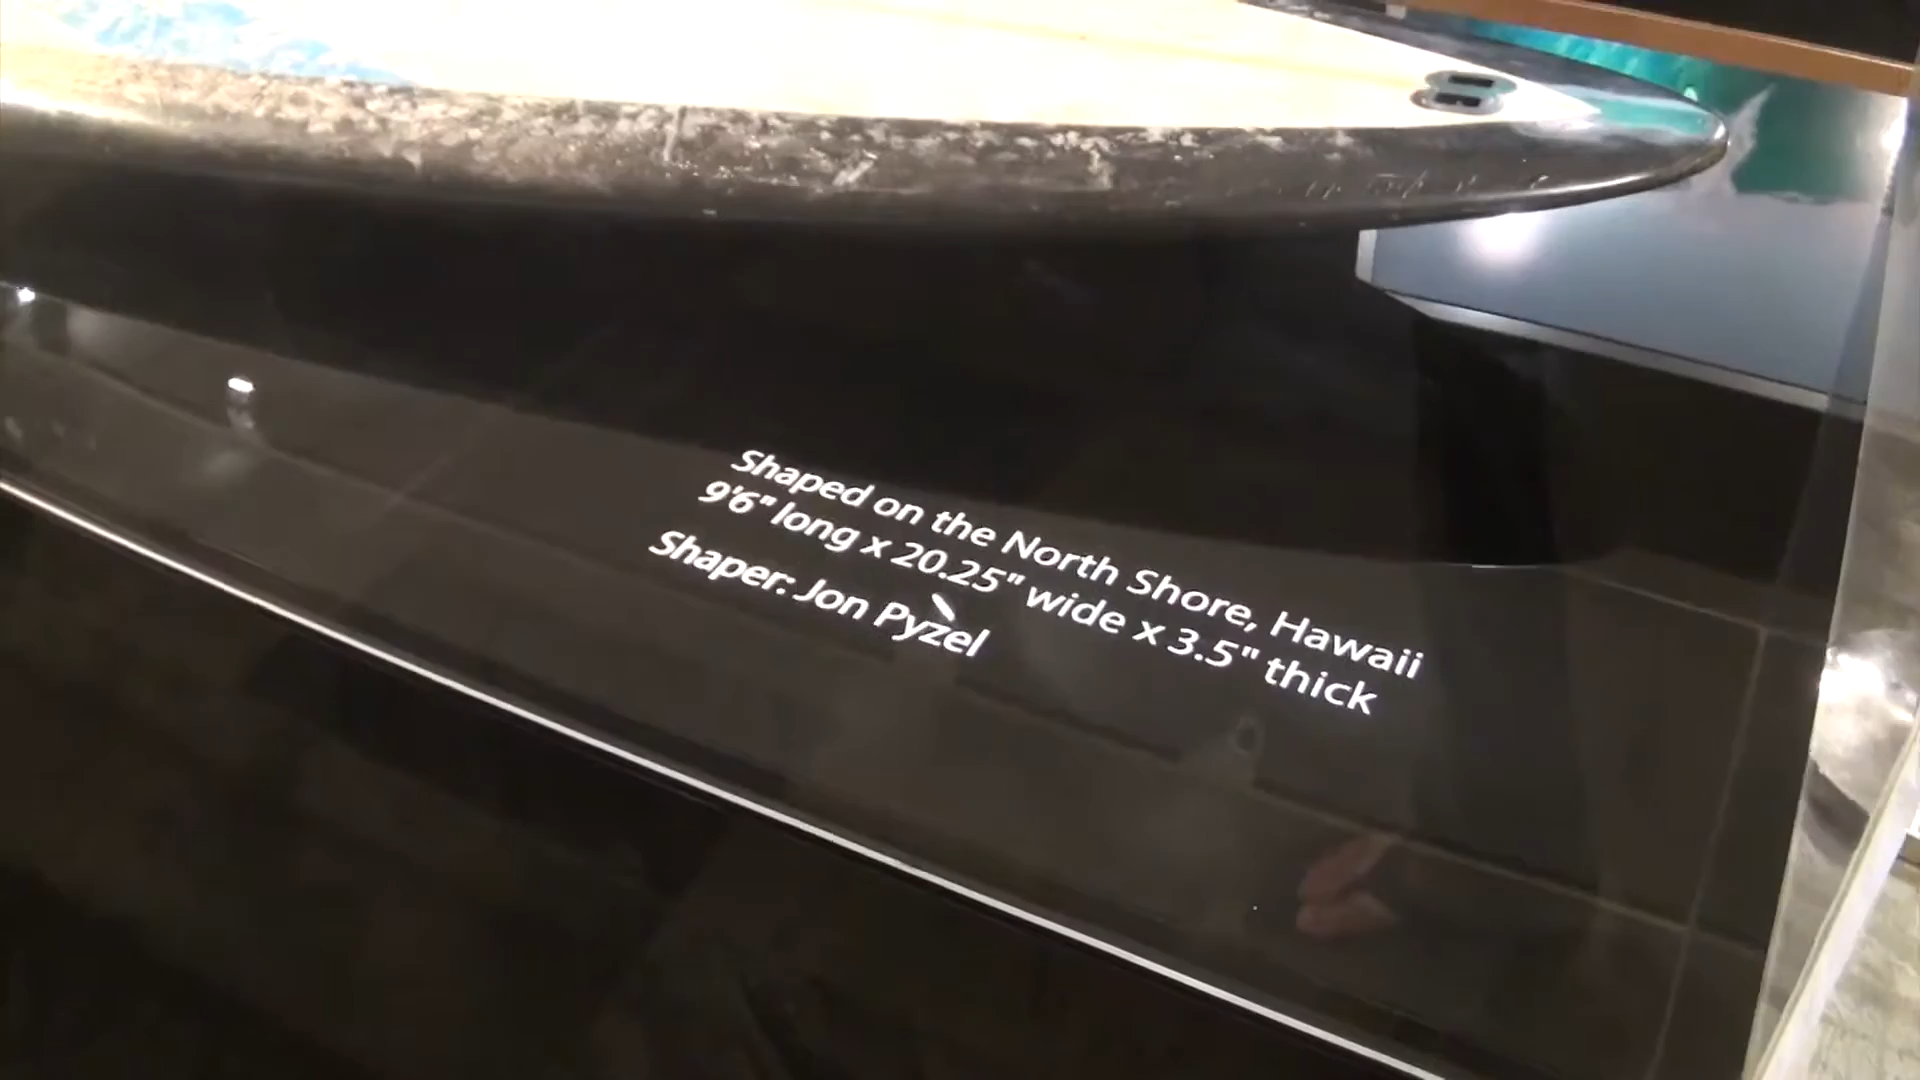 Shaped on the North Shore, Hawaii
9'6" long x 20.25" wide x 3.5" thick
Shaper: Jon Pyzel